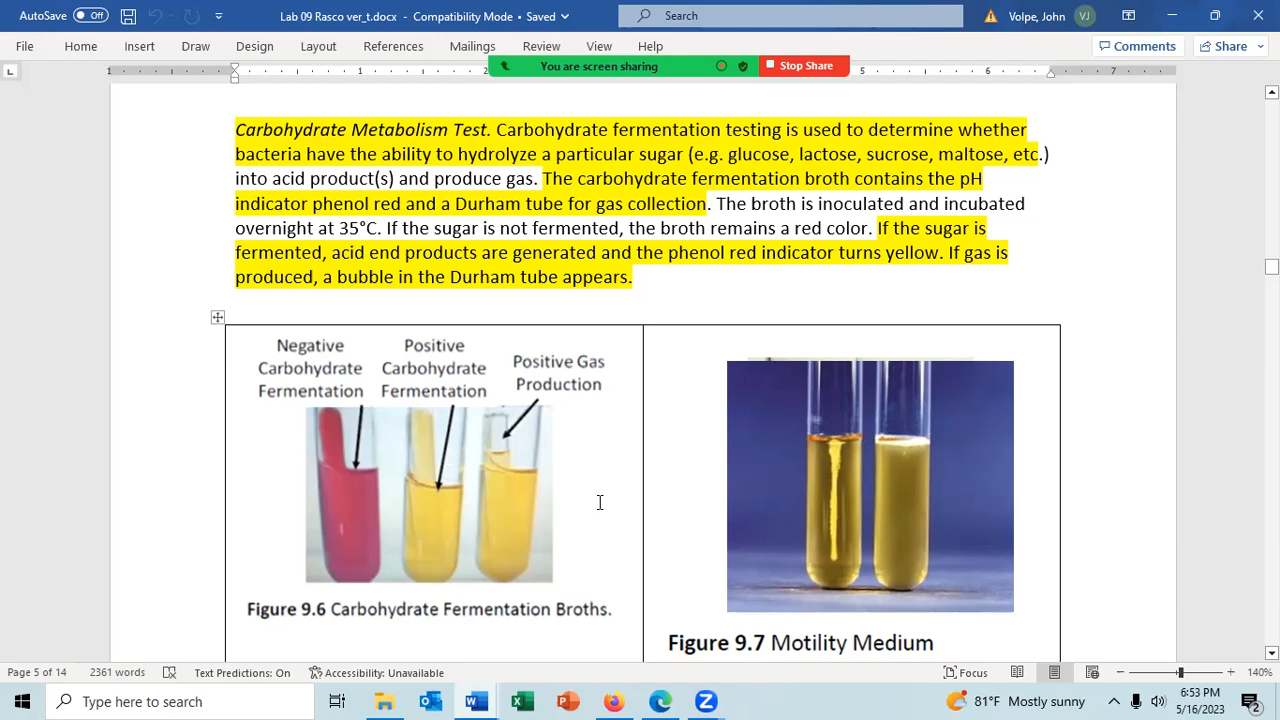 AutoSave Off Lab 09 Rasco ver_t.docx - Compatibility Mode • Saved Search Volpe, John VJ
File Home Insert Draw Design Layout References Mailings Review View Help Comments Share
You are screen sharing Stop Share
1 1 2 5 6 7
Carbohydrate Metabolism Test. Carbohydrate fermentation testing is used to determine whether
bacteria have the ability to hydrolyze a particular sugar (e.g. glucose, lactose, sucrose, maltose, etc.)
into acid product(s) and produce gas. The carbohydrate fermentation broth contains the pH
indicator phenol red and a Durham tube for gas collection. The broth is inoculated and incubated
overnight at 35°C. If the sugar is not fermented, the broth remains a red color. If the sugar is
fermented, acid end products are generated and the phenol red indicator turns yellow. If gas is
produced, a bubble in the Durham tube appears.
Negative
Carbohydrate
Fermentation
Positive
Carbohydrate
Fermentation
Positive Gas
Production
Figure 9.6 Carbohydrate Fermentation Broths.
Figure 9.7 Motility Medium
Page 5 of 14 2361 words Text Predictions: On Accessibility: Unavailable Focus 140%
Type here to search 81°F Mostly sunny 6:53 PM
5/16/2023 2